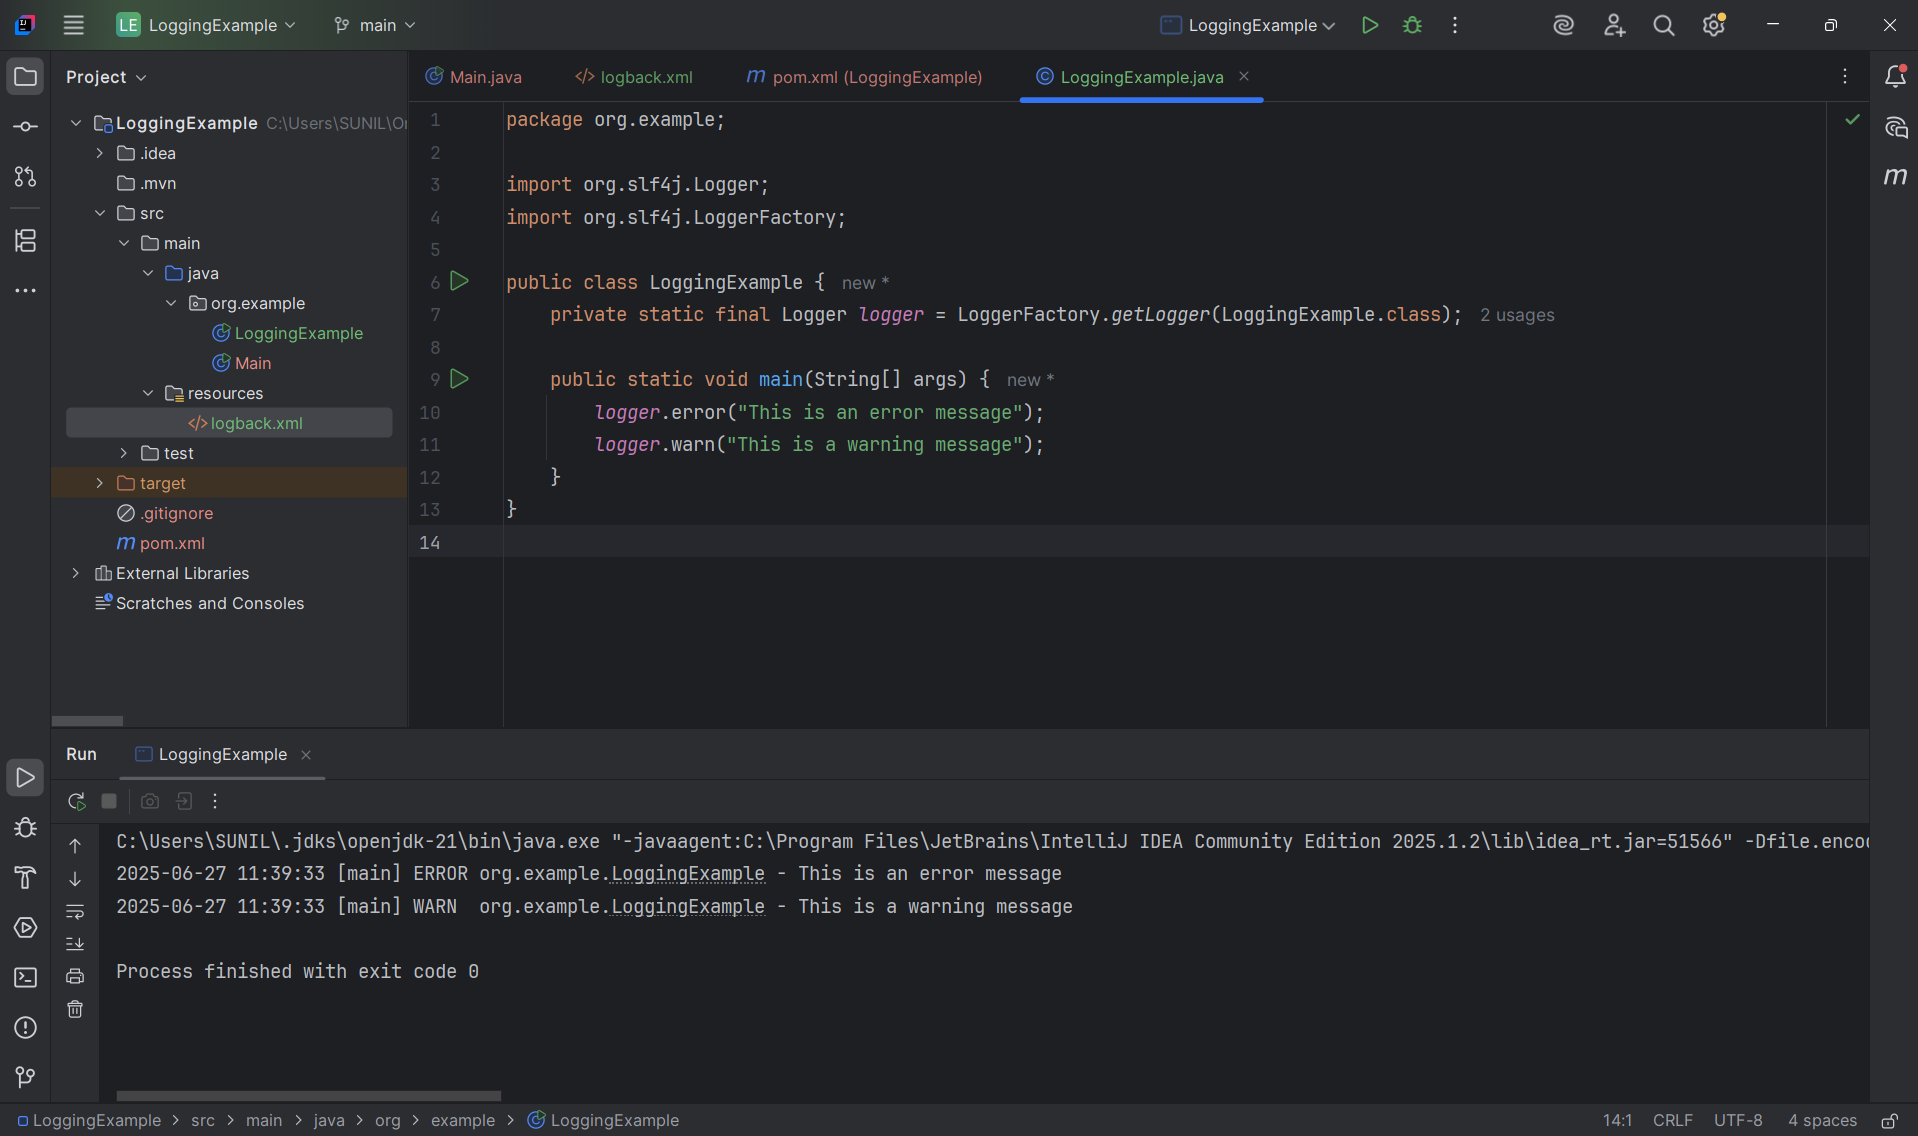 LE LoggingExample main LoggingExample
Project
Main.java logback.xml pom.xml (LoggingExample) LoggingExample.java
LoggingExample C:\Users\SUNIL\Or
.idea
.mvn
src
main
java
org.example
LoggingExample
Main
resources
logback.xml
test
target
.gitignore
pom.xml
External Libraries
Scratches and Consoles
1 package org.example;
2
3 import org.slf4j.Logger;
4 import org.slf4j.LoggerFactory;
5
6 public class LoggingExample { new *
7 private static final Logger logger = LoggerFactory.getLogger(LoggingExample.class); 2 usages
8
9 public static void main(String[] args) { new *
10 logger.error("This is an error message");
11 logger.warn("This is a warning message");
12 }
13 }
14
Run LoggingExample
C:\Users\SUNIL\.jdks\openjdk-21\bin\java.exe "-javaagent:C:\Program Files\JetBrains\IntelliJ IDEA Community Edition 2025.1.2\lib\idea_rt.jar=51566" -Dfile.enco
2025-06-27 11:39:33 [main] ERROR org.example.LoggingExample - This is an error message
2025-06-27 11:39:33 [main] WARN  org.example.LoggingExample - This is a warning message
Process finished with exit code 0
LoggingExample > src > main > java > org > example > LoggingExample 14:1 CRLF UTF-8 4 spaces